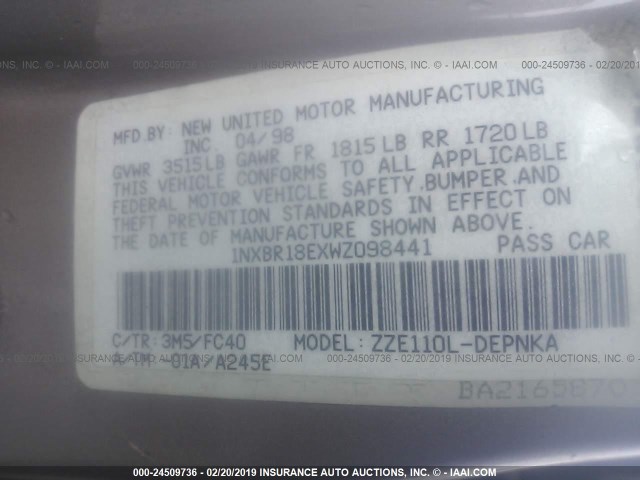 000-24509736 - 02/20/2019 INSURANCE AUTO AUCTIONS, INC. - © IAAI.COM
MFD.BY: NEW UNITED MOTOR MANUFACTURING
INC. 04/98
GVWR 3515LB GAWR FR 1815LB RR 1720LB
THIS VEHICLE CONFORMS TO ALL APPLICABLE
FEDERAL MOTOR VEHICLE SAFETY,BUMPER,AND
THEFT PREVENTION STANDARDS IN EFFECT ON
THE DATE OF MANUFACTURE SHOWN ABOVE.
1NXBR18EXWZ098441 PASS CAR
C/TR:3M5/FC40 MODEL:ZZE110L-DEPNKA
A/TM: 01A/A245E
000-24509736 - 02/20/2019 INSURANCE AUTO AUCTIONS, INC. - © IAAI.COM